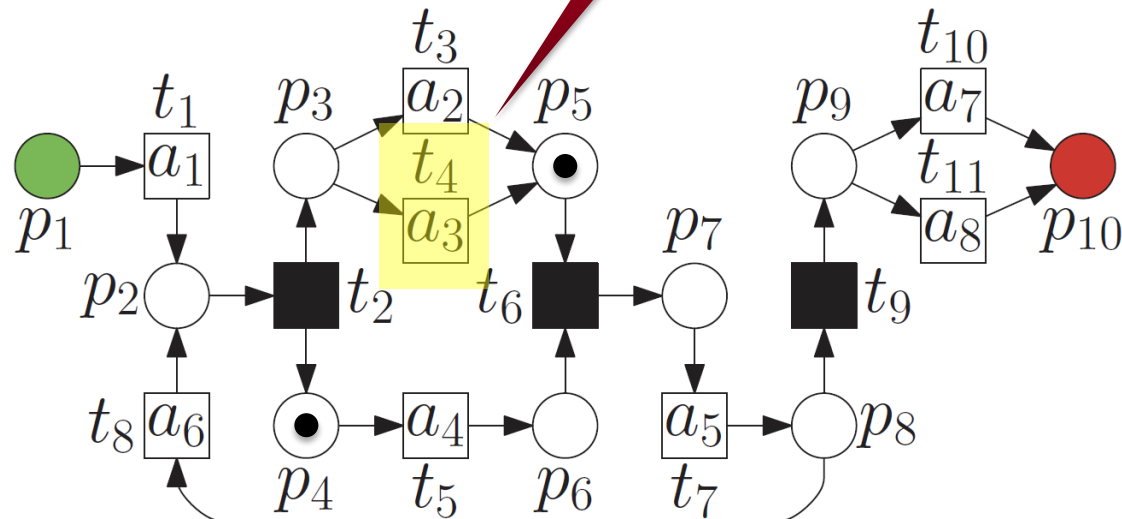 t3 t10
p3 a2 p5 p9 a7
t1 t4 t11
a1 a3 a8
p1 p7 p10
p2 t2 t6 t9
t8 a6 a4 a5 p8
p4 t5 p6 t7